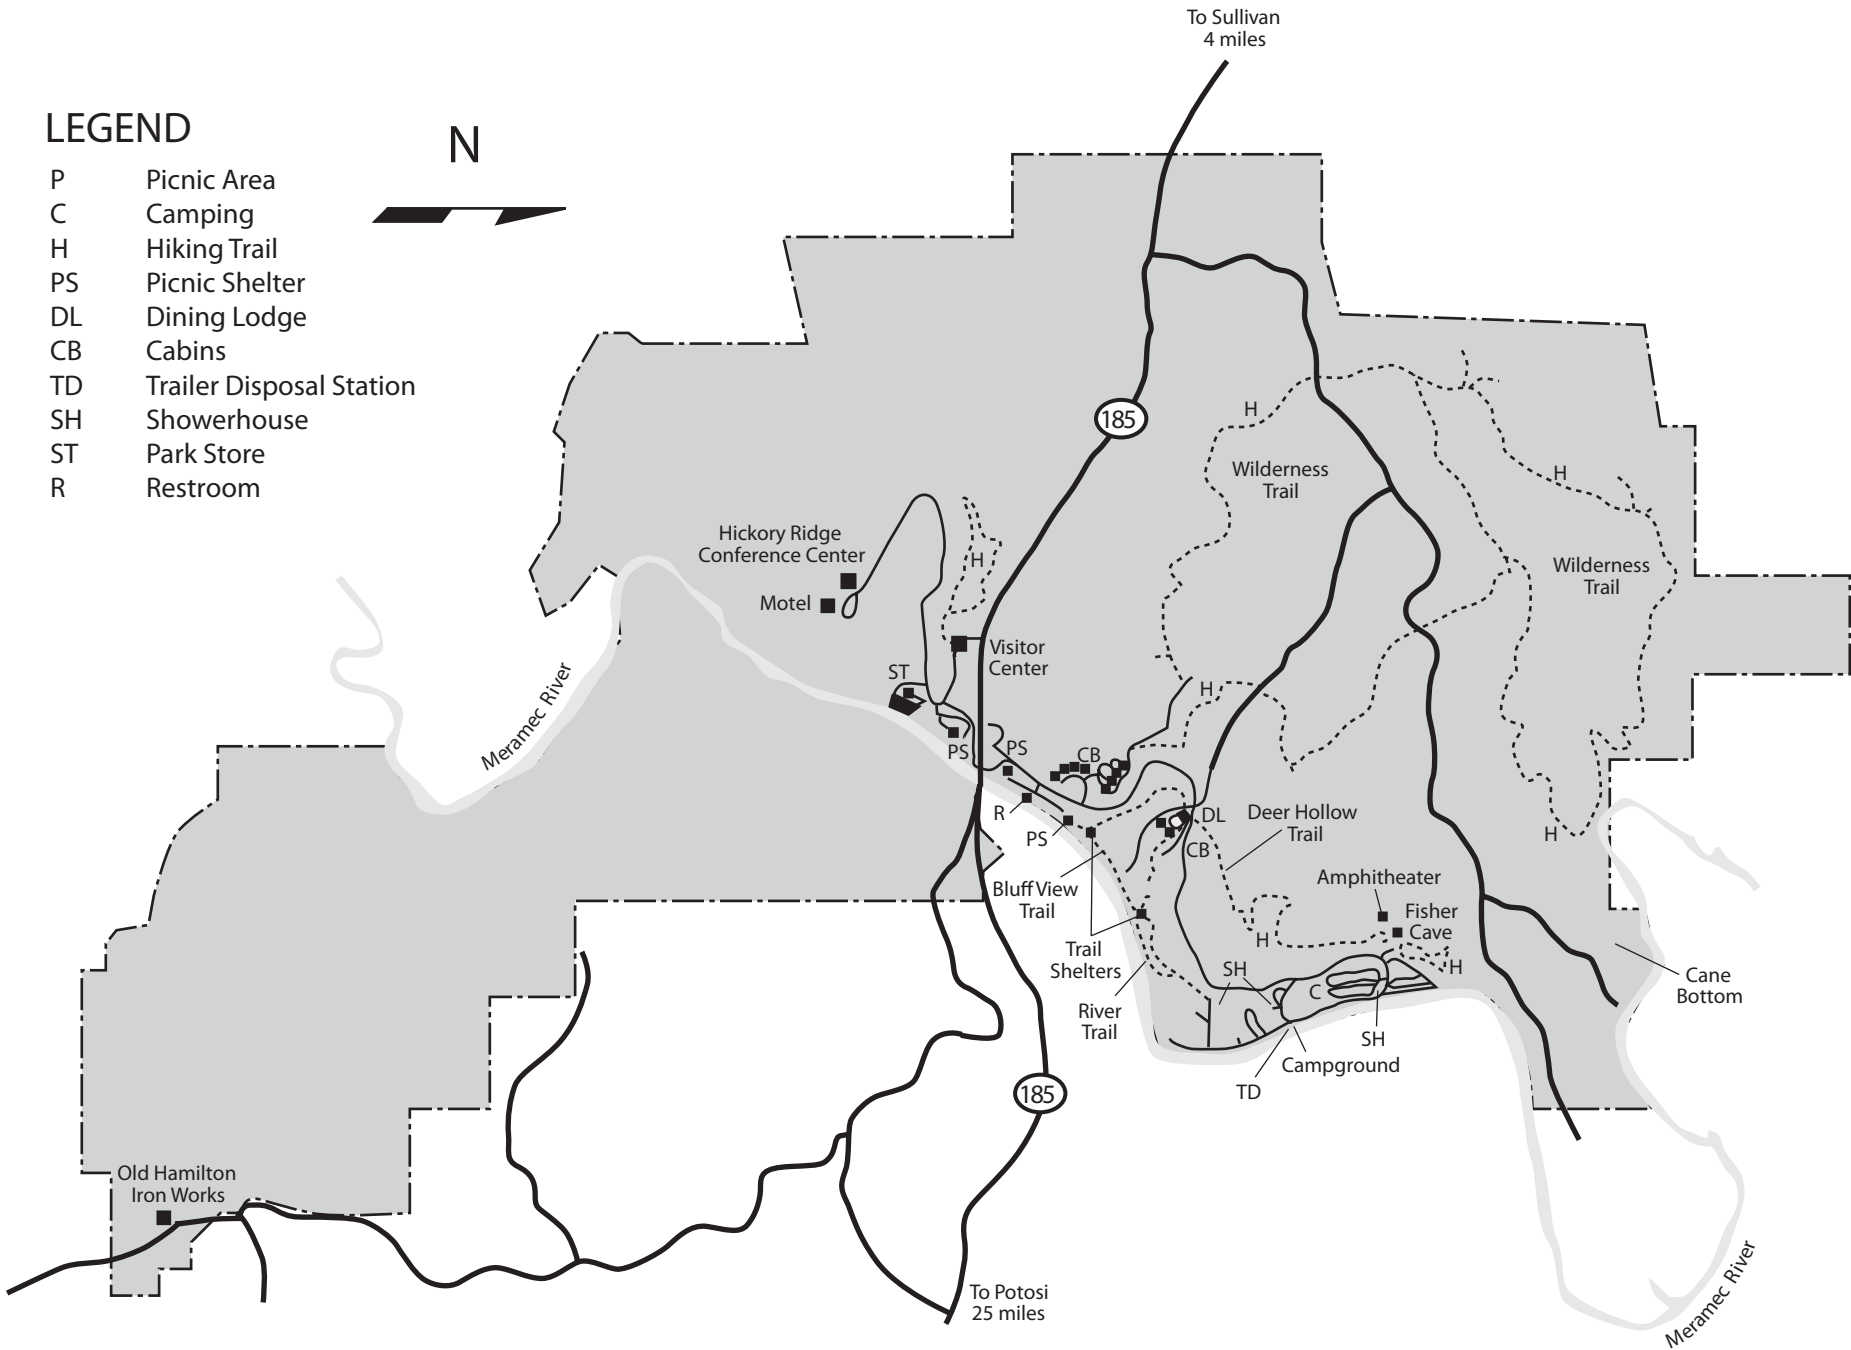 To Sullivan
4 miles
LEGEND
N
P Picnic Area
C Camping
H Hiking Trail
PS Picnic Shelter
DL Dining Lodge
CB Cabins
TD Trailer Disposal Station
SH Showerhouse
ST Park Store
R Restroom
185
H
Wilderness
Trail
H
Hickory Ridge
Conference Center
H
Wilderness
Trail
Motel
Visitor
Center
ST
H
Meramec River
PS
PS
CB
R
PS
DL
Deer Hollow
Trail
H
CB
Bluff View
Trail
Amphitheater
Fisher
Cave
H
Trail
Shelters
SH
H
C
Cane
Bottom
River
Trail
SH
Campground
TD
185
Old Hamilton
Iron Works
To Potosi
25 miles
Meramec River